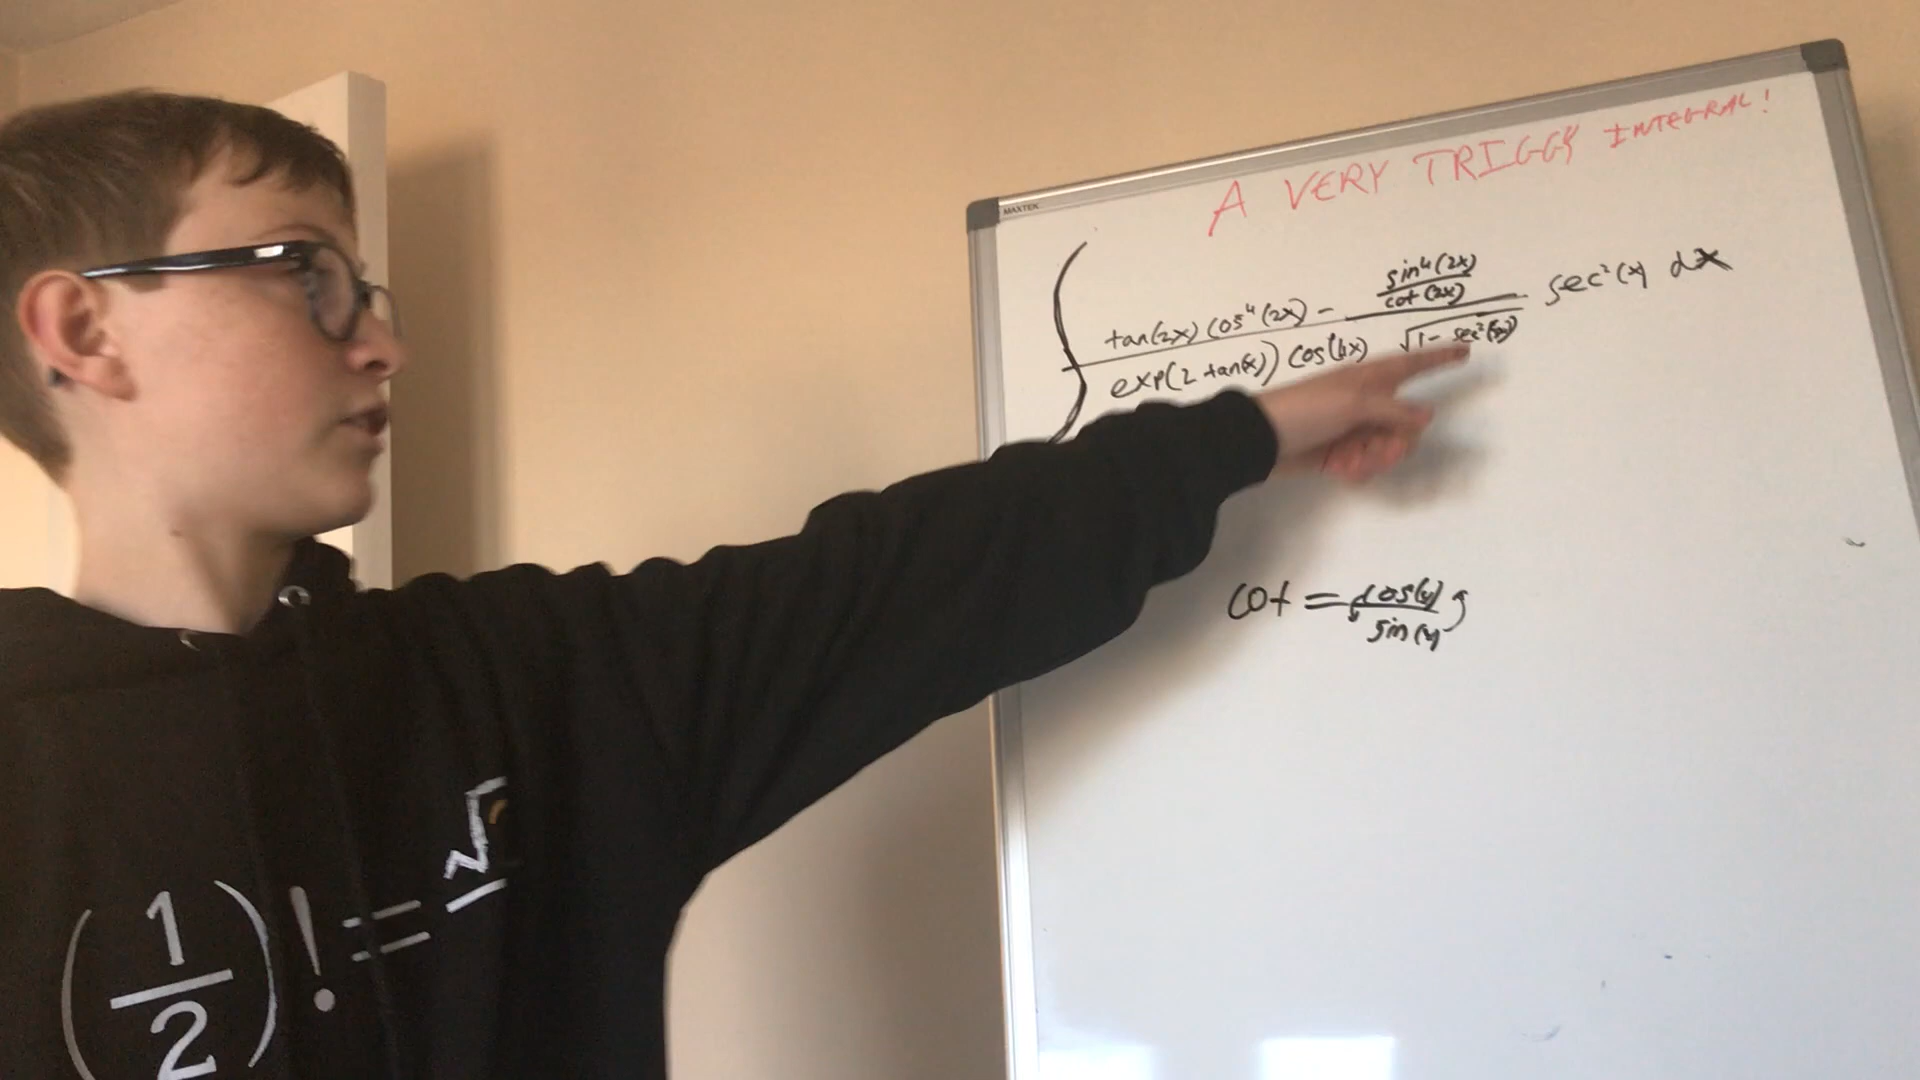 MAXTEK
A VERY TRIGGY INTEGRAL!
∫ tan(2x) cos⁴(2x) - sin⁴(2x)/cot(2x) sec²(x) dx
exp(2 tan(x)) cos(4x) √1 - sec²
cot = cos(x)/sin(x)
(1/2)! = √